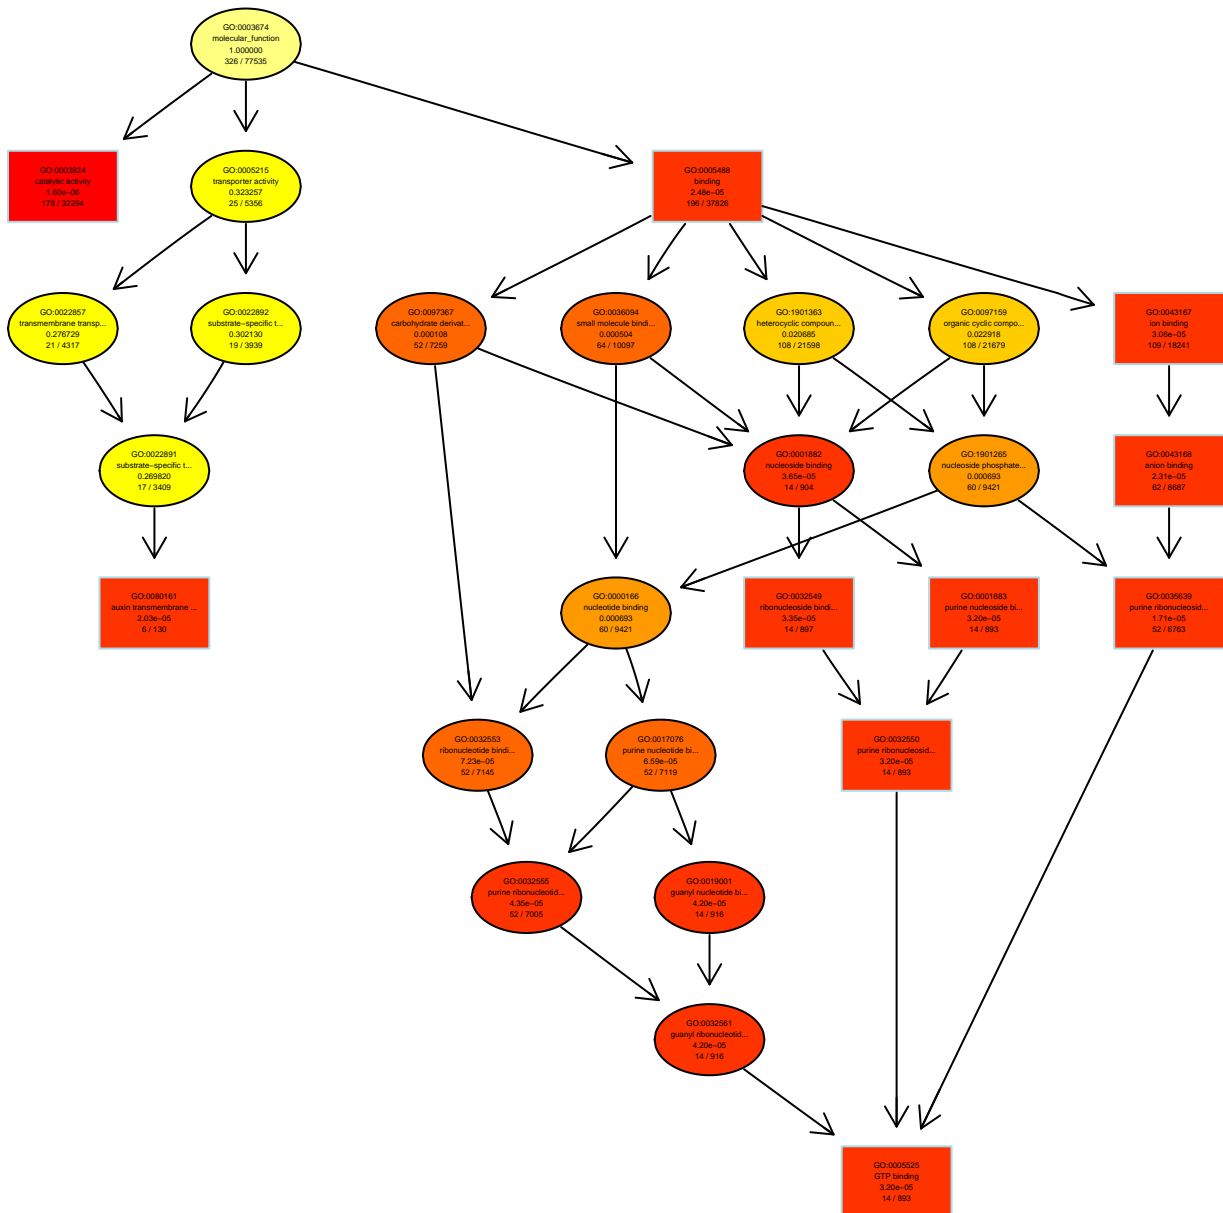 GO:0003674
molecular_function
1.000000
326 / 77535
GO:0003824
catalytic activity
1.60e−06
178 / 32294
GO:0005215
transporter activity
0.323257
25 / 5356
GO:0005488
binding
2.48e−05
196 / 37826
GO:0022857
transmembrane transp...
0.276729
21 / 4317
GO:0022892
substrate−specific t...
0.302130
19 / 3939
GO:0097367
carbohydrate derivat...
0.000108
52 / 7259
GO:0036094
small molecule bindi...
0.000504
64 / 10097
GO:1901363
heterocyclic compoun...
0.020685
108 / 21598
GO:0097159
organic cyclic compo...
0.022918
108 / 21679
GO:0043167
ion binding
3.06e−05
109 / 18241
GO:0022891
substrate−specific t...
0.269820
17 / 3409
GO:0001882
nucleoside binding
3.65e−05
14 / 904
GO:1901265
nucleoside phosphate...
0.000693
60 / 9421
GO:0043168
anion binding
2.31e−05
62 / 8687
GO:0080161
auxin transmembrane ...
2.03e−05
6 / 130
GO:0000166
nucleotide binding
0.000693
60 / 9421
GO:0032549
ribonucleoside bindi...
3.35e−05
14 / 897
GO:0001883
purine nucleoside bi...
3.20e−05
14 / 893
GO:0035639
purine ribonucleosid...
1.71e−05
52 / 6763
GO:0032553
ribonucleotide bindi...
7.23e−05
52 / 7145
GO:0017076
purine nucleotide bi...
6.59e−05
52 / 7119
GO:0032550
purine ribonucleosid...
3.20e−05
14 / 893
GO:0032555
purine ribonucleotid...
4.35e−05
52 / 7005
GO:0019001
guanyl nucleotide bi...
4.20e−05
14 / 916
GO:0032561
guanyl ribonucleotid...
4.20e−05
14 / 916
GO:0005525
GTP binding
3.20e−05
14 / 893